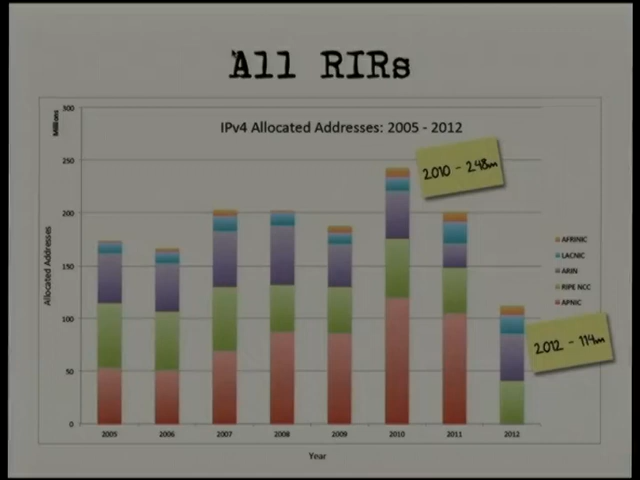 All RIRs
IPv4 Allocated Addresses: 2005 - 2012
Millions
300
250
200
150
100
50
0
Allocated Addresses
2010 - 248m
2012 - 114m
AFRINIC
LACNIC
ARIN
RIPE NCC
APNIC
2005 2006 2007 2008 2009 2010 2011 2012
Year